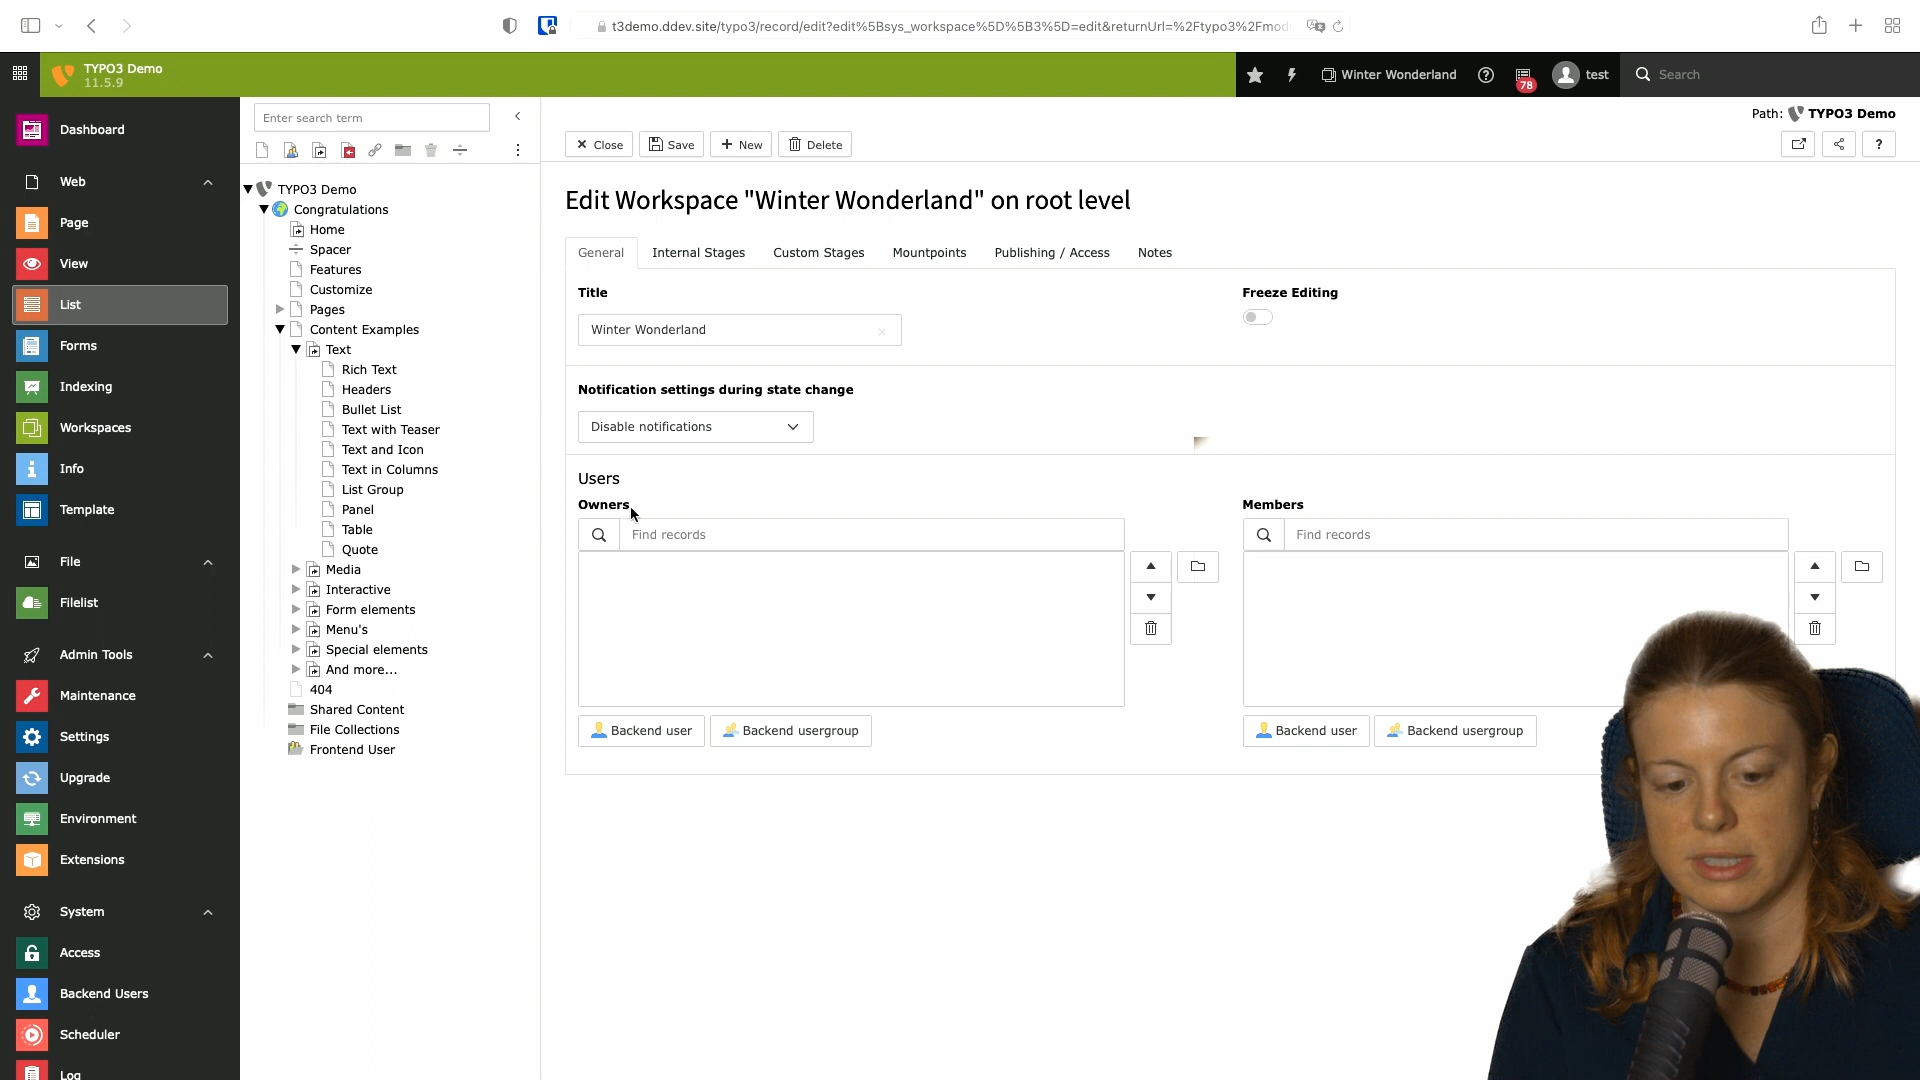 t3demo.ddev.site/typo3/record/edit?edit%5Bsys_workspace%5D%5B3%5D=edit&returnUrl=%2Ftypo3%2Fmod
TYPO3 Demo
11.5.9
Winter Wonderland
78
test
Search
Dashboard
Web
Page
View
List
Forms
Indexing
Workspaces
Info
Template
File
Filelist
Admin Tools
Maintenance
Settings
Upgrade
Environment
Extensions
System
Access
Backend Users
Scheduler
Log
Enter search term
TYPO3 Demo
Congratulations
Home
Spacer
Features
Customize
Pages
Content Examples
Text
Rich Text
Headers
Bullet List
Text with Teaser
Text and Icon
Text in Columns
List Group
Panel
Table
Quote
Media
Interactive
Form elements
Menu's
Special elements
And more...
404
Shared Content
File Collections
Frontend User
Path: TYPO3 Demo
Close Save New Delete
?
Edit Workspace "Winter Wonderland" on root level
General Internal Stages Custom Stages Mountpoints Publishing / Access Notes
Title
Winter Wonderland
Freeze Editing
Notification settings during state change
Disable notifications
Users
Owners
Find records
Backend user Backend usergroup
Members
Find records
Backend user Backend usergroup